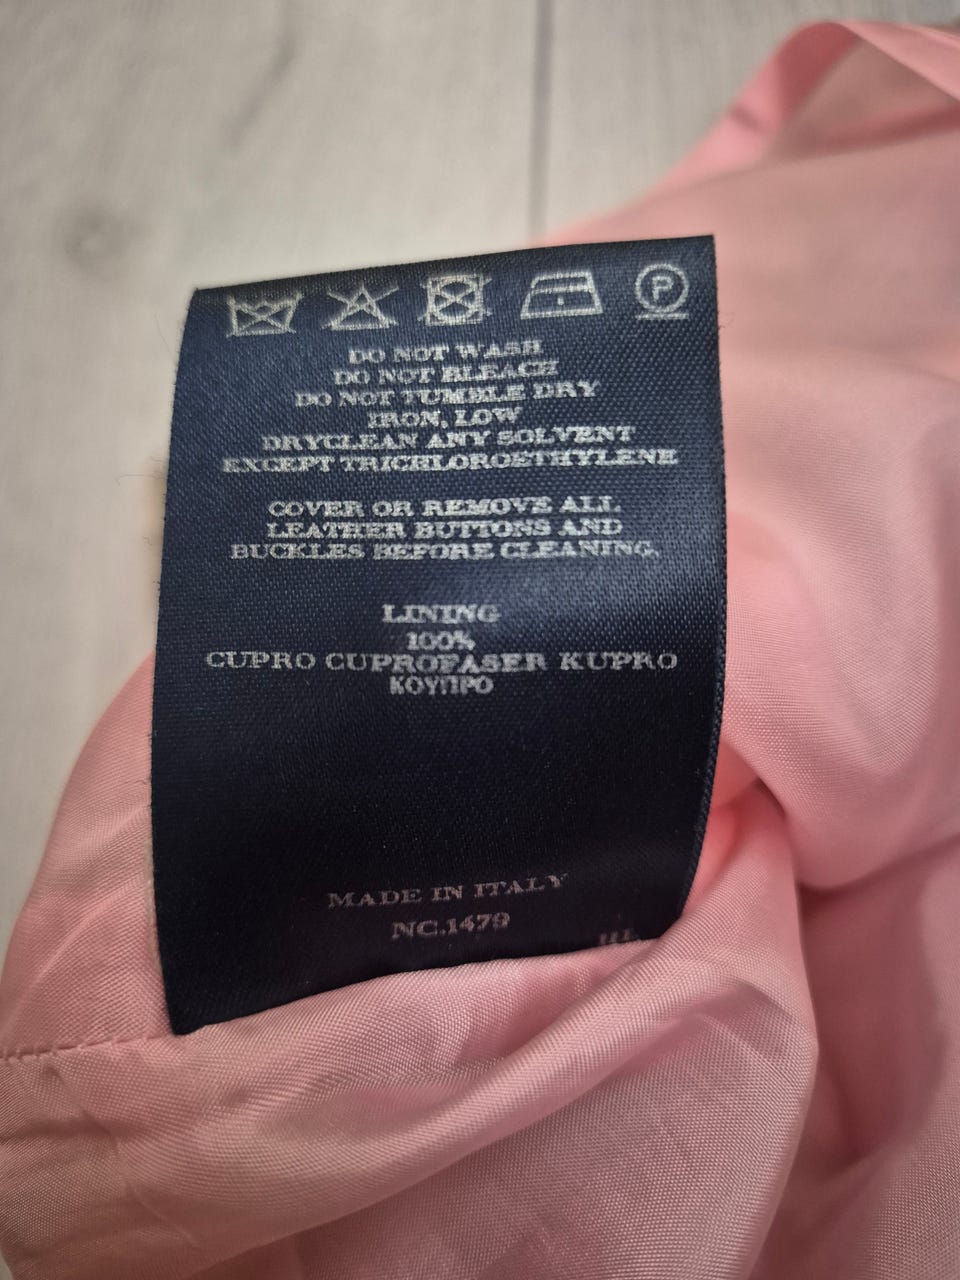 P
DO NOT WASH
DO NOT BLEACH
DO NOT TUMBLE DRY
IRON, LOW
DRYCLEAN ANY SOLVENT
EXCEPT TRICHLOROETHYLENE
COVER OR REMOVE ALL
LEATHER BUTTONS AND
BUCKLES BEFORE CLEANING.
LINING
100%
CUPRO CUPROFASER KUPRO
ΚΟΥΠΡΟ
MADE IN ITALY
NC.1479